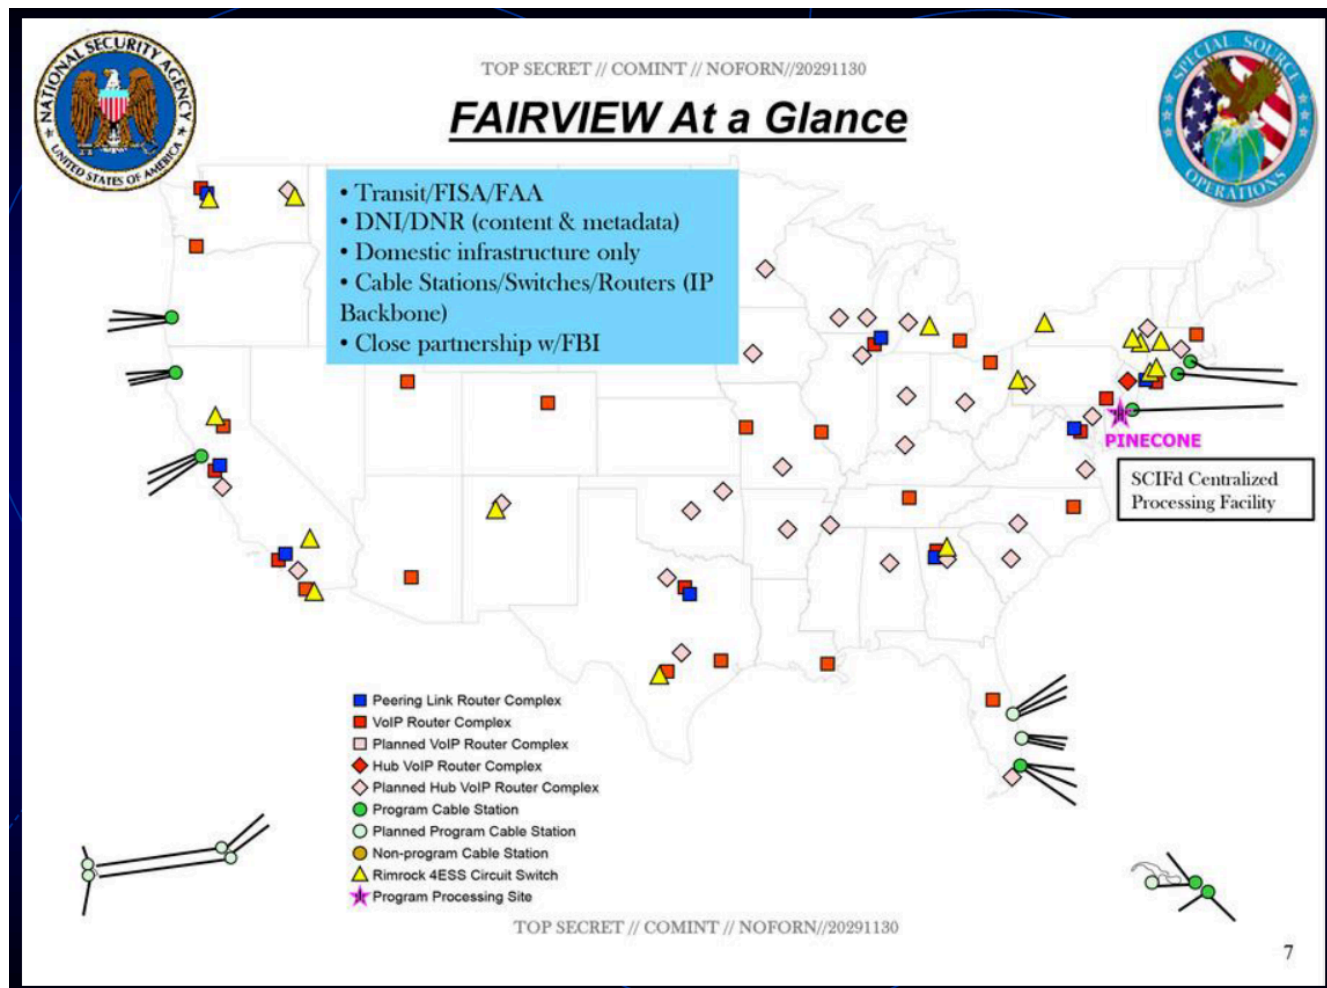 NATIONAL SECURITY AGENCY
UNITED STATES OF AMERICA
SPECIAL SOURCE
OPERATIONS
TOP SECRET // COMINT // NOFORN//20291130
FAIRVIEW At a Glance
• Transit/FISA/FAA
• DNI/DNR (content & metadata)
• Domestic infrastructure only
• Cable Stations/Switches/Routers (IP
Backbone)
• Close partnership w/FBI
PINECONE
SCIFd Centralized
Processing Facility
Peering Link Router Complex
VoIP Router Complex
Planned VoIP Router Complex
Hub VoIP Router Complex
Planned Hub VoIP Router Complex
Program Cable Station
Planned Program Cable Station
Non-program Cable Station
Rimrock 4ESS Circuit Switch
Program Processing Site
TOP SECRET // COMINT // NOFORN//20291130
7